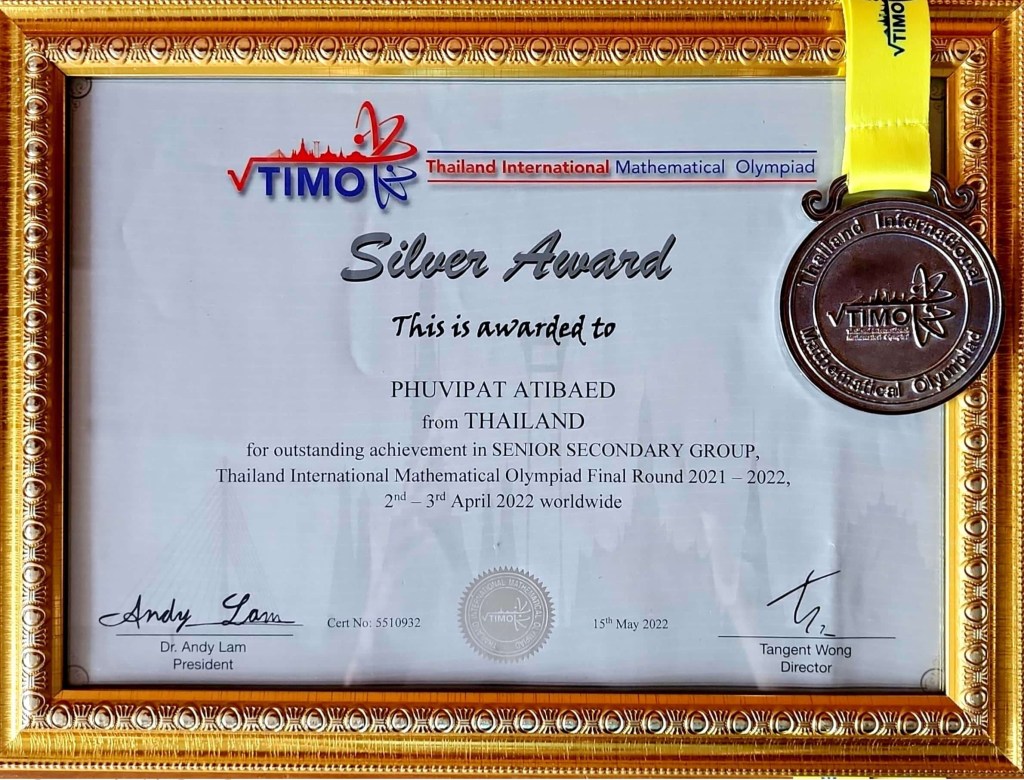 √TIMO
√TIMO
Thailand International Mathematical Olympiad
Silver Award
This is awarded to
PHUVIPAT ATIBAED
from THAILAND
for outstanding achievement in SENIOR SECONDARY GROUP,
Thailand International Mathematical Olympiad Final Round 2021 – 2022,
2nd – 3rd April 2022 worldwide
Thailand International
√TIMO
Mathematical Olympiad
Andy Lam
Cert No: 5510932
√TIMO
15th May 2022
Dr. Andy Lam
President
Tangent Wong
Director